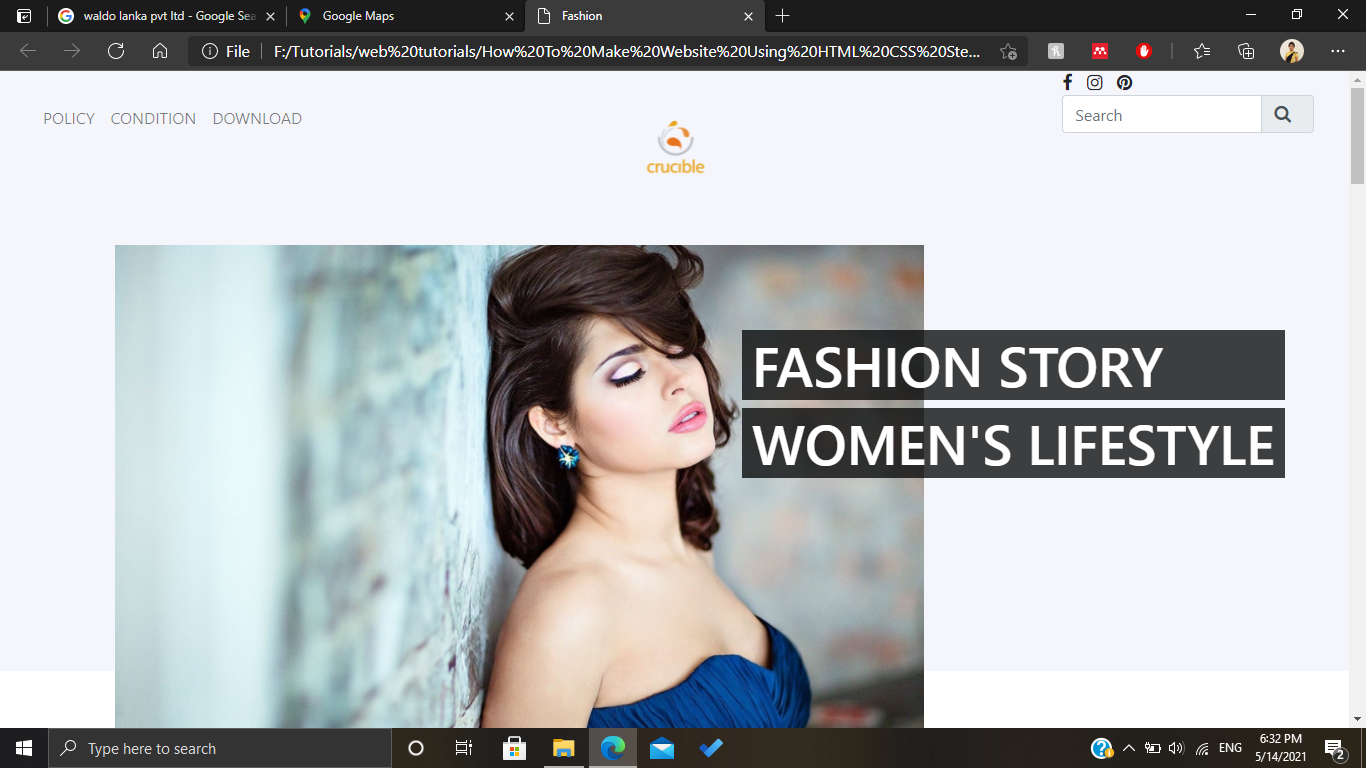 waldo lanka pvt ltd - Google Sea
Google Maps
Fashion
File
F:/Tutorials/web%20tutorials/How%20To%20Make%20Website%20Using%20HTML%20CSS%20Ste...
POLICY CONDITION DOWNLOAD
crucible
Search
FASHION STORY
WOMEN'S LIFESTYLE
Type here to search
ENG
6:32 PM
5/14/2021
2